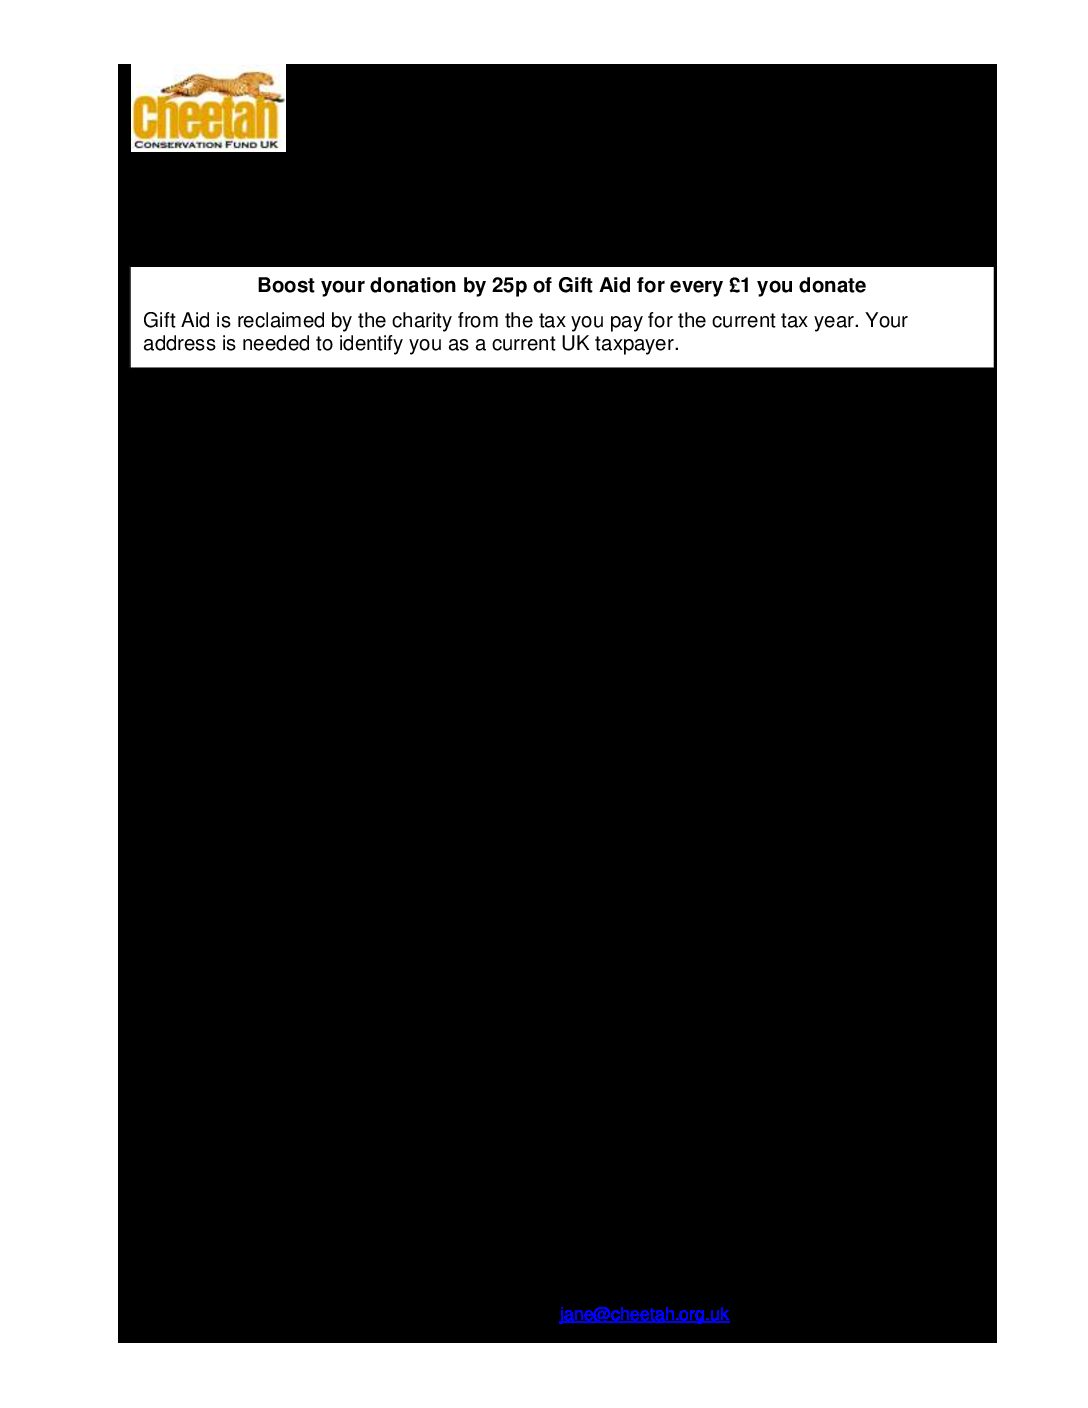 Cheetah
CONSERVATION FUND UK
Boost your donation by 25p of Gift Aid for every £1 you donate
Gift Aid is reclaimed by the charity from the tax you pay for the current tax year. Your
address is needed to identify you as a current UK taxpayer.
jane@cheetah.org.uk